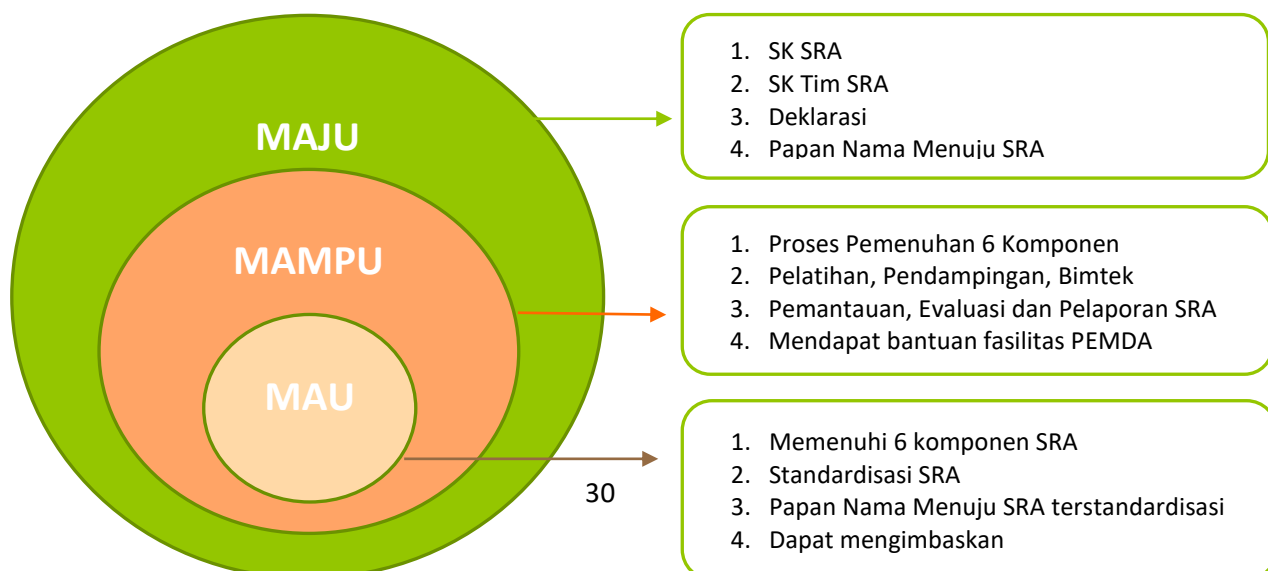 MAJU
1. SK SRA
2. SK Tim SRA
3. Deklarasi
4. Papan Nama Menuju SRA
MAMPU
1. Proses Pemenuhan 6 Komponen
2. Pelatihan, Pendampingan, Bimtek
3. Pemantauan, Evaluasi dan Pelaporan SRA
4. Mendapat bantuan fasilitas PEMDA
MAU
1. Memenuhi 6 komponen SRA
2. Standardisasi SRA
3. Papan Nama Menuju SRA terstandardisasi
4. Dapat mengimbaskan
30